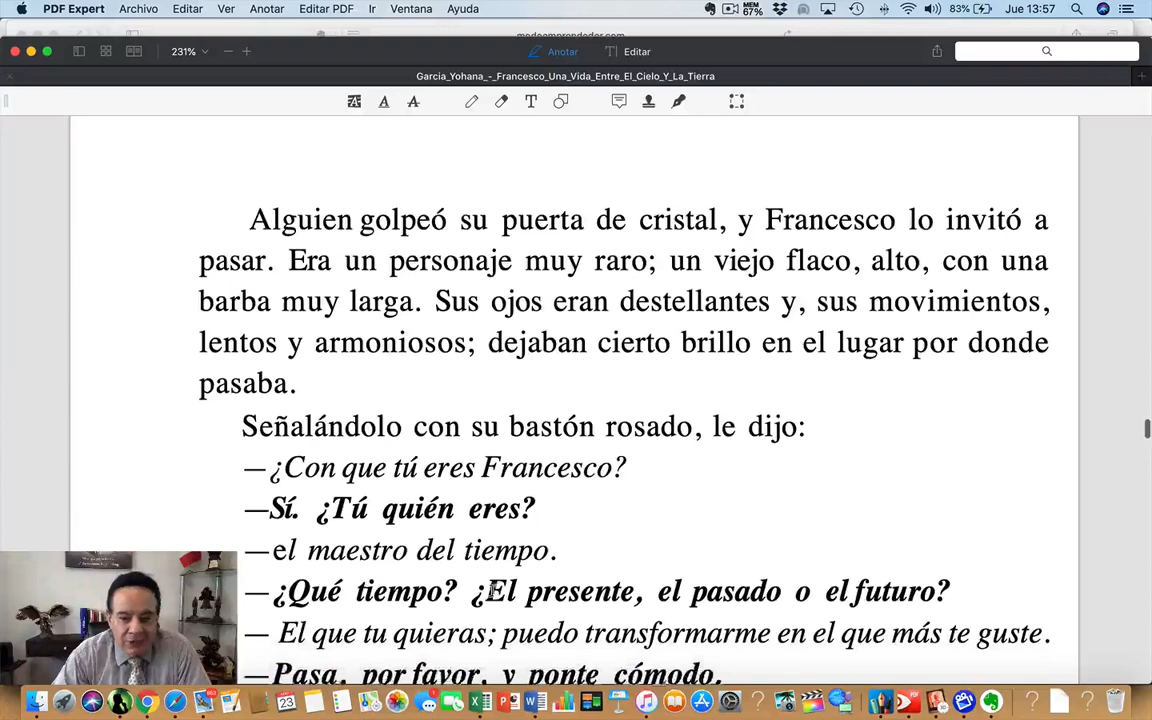 PDF Expert Archivo Edición Ver Anotar Editar PDF Ir Ventana Ayuda MEM 67% 83% Jue 13:57
231% Anotar Editar
Garcia_Yohana_-_Francesco_Una_Vida_Entre_El_Cielo_Y_La_Tierra
Alguien golpeó su puerta de cristal, y Francesco lo invitó a
pasar. Era un personaje muy raro; un viejo flaco, alto, con una
barba muy larga. Sus ojos eran destellantes y, sus movimientos,
lentos y armoniosos; dejaban cierto brillo en el lugar por donde
pasaba.
Señalándolo con su bastón rosado, le dijo:
—¿Con que tú eres Francesco?
—Sí. ¿Tú quién eres?
—el maestro del tiempo.
—¿Qué tiempo? ¿El presente, el pasado o el futuro?
— El que tu quieras; puedo transformarme en el que más te guste.
—Pasa, por favor, y ponte cómodo.